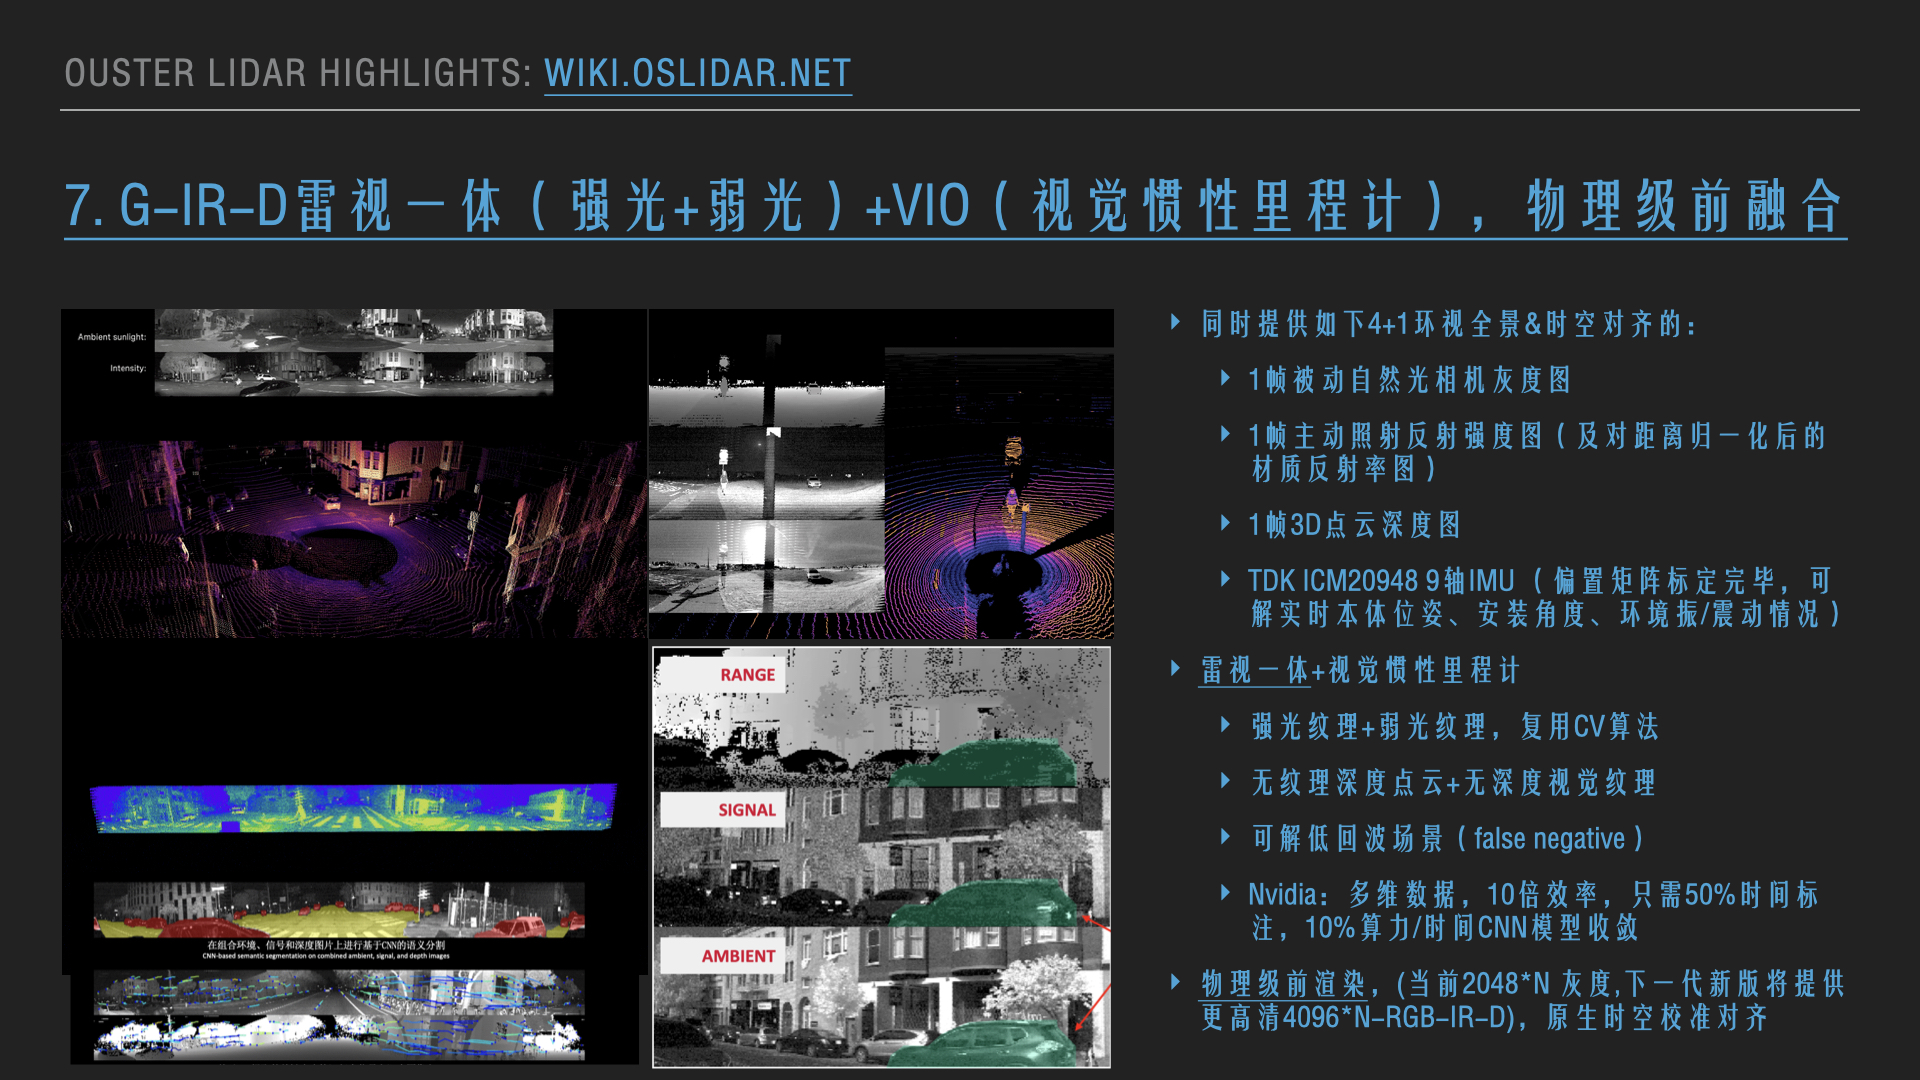 OUSTER LIDAR HIGHLIGHTS: WIKI.OSLIDAR.NET
7. G-IR-D雷视一体（强光+弱光）+VIO（视觉惯性里程计），物理级前融合
Ambient sunlight:
Intensity:
RANGE
SIGNAL
AMBIENT
在组合环境、信号和深度图片上进行基于CNN的语义分割
CNN-based semantic segmentation on combined ambient, signal, and depth images
同时提供如下4+1环视全景&时空对齐的：
1帧被动自然光相机灰度图
1帧主动照射反射强度图（及对距离归一化后的
材质反射率图）
1帧3D点云深度图
TDK ICM20948 9轴IMU（偏置矩阵标定完毕，可
解实时本体位姿、安装角度、环境振/震动情况）
雷视一体+视觉惯性里程计
强光纹理+弱光纹理，复用CV算法
无纹理深度点云+无深度视觉纹理
可解低回波场景（false negative）
Nvidia：多维数据，10倍效率，只需50%时间标
注，10%算力/时间CNN模型收敛
物理级前渲染，(当前2048*N 灰度,下一代新版将提供
更高清4096*N-RGB-IR-D)，原生时空校准对齐